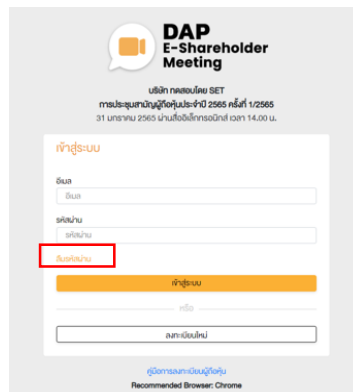 DAP
E-Shareholder
Meeting
บริษัท ทดสอบโดย SET
การประชุมสามัญผู้ถือหุ้นประจำปี 2565 ครั้งที่ 1/2565
31 มกราคม 2565 ผ่านสื่ออิเล็กทรอนิกส์ เวลา 14.00 น.
เข้าสู่ระบบ
อีเมล
อีเมล
รหัสผ่าน
รหัสผ่าน
ลืมรหัสผ่าน
เข้าสู่ระบบ
หรือ
ลงทะเบียนใหม่
คู่มือการลงทะเบียนผู้ถือหุ้น
Recommended Browser: Chrome